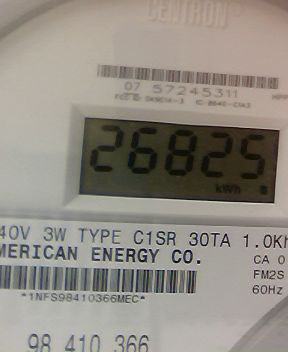 CENTRON®
07 57245311
26825
kWh
40V 3W TYPE C1SR 30TA 1.0Kh
MERICAN ENERGY CO.
CA 0
FM2S
60Hz
*1NFS98410366MEC*
98 410 366